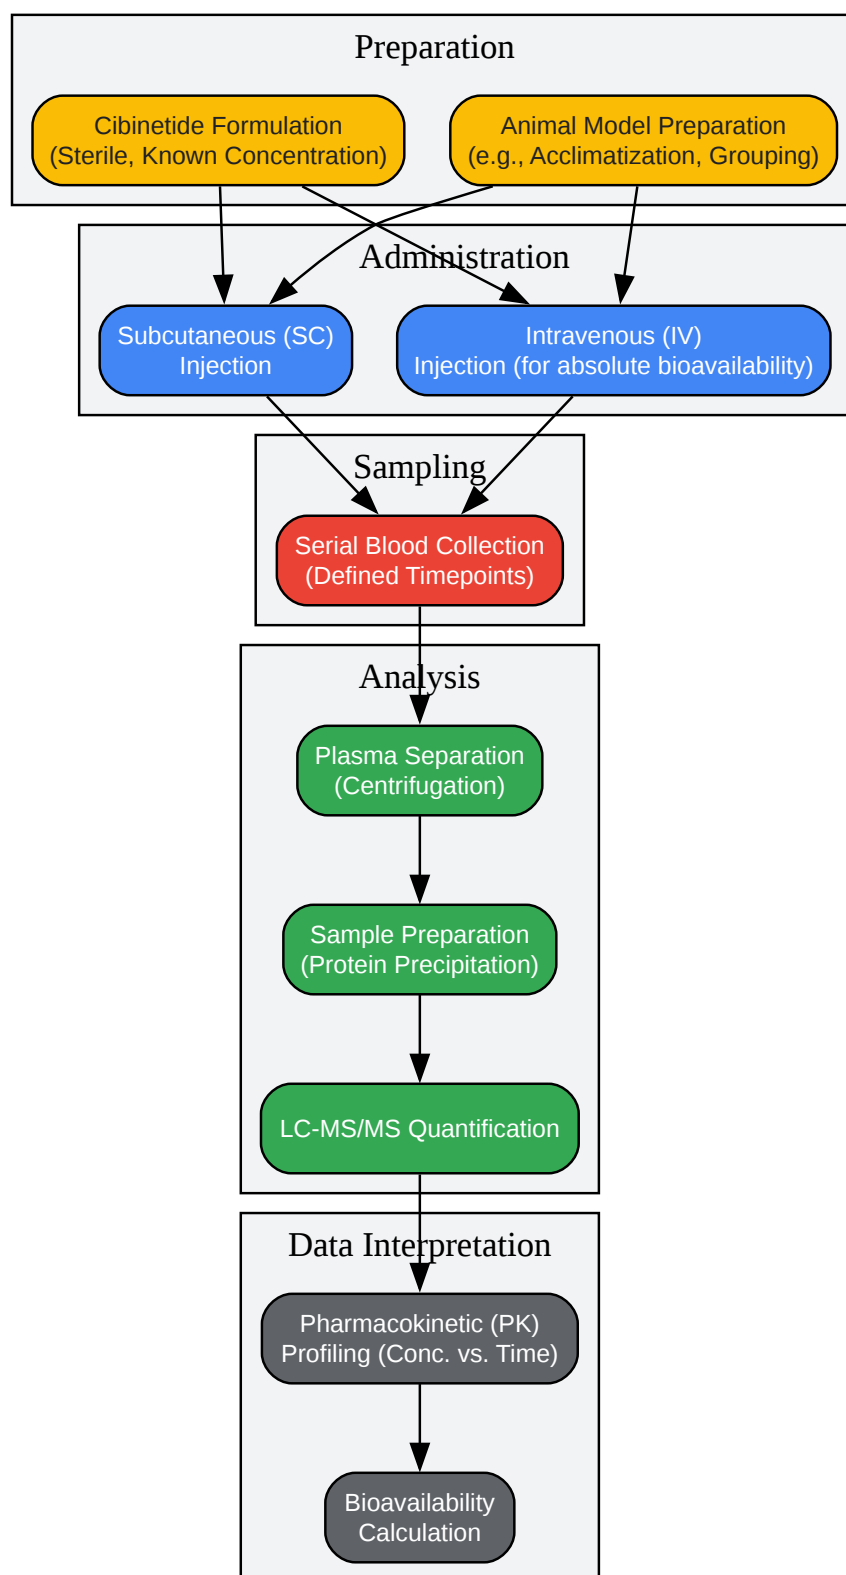 Preparation
Cibinetide Formulation
(Sterile, Known Concentration)
Animal Model Preparation
(e.g., Acclimatization, Grouping)
Administration
Subcutaneous (SC)
Injection
Intravenous (IV)
Injection (for absolute bioavailability)
Sampling
Serial Blood Collection
(Defined Timepoints)
Analysis
Plasma Separation
(Centrifugation)
Sample Preparation
(Protein Precipitation)
LC-MS/MS Quantification
Data Interpretation
Pharmacokinetic (PK)
Profiling (Conc. vs. Time)
Bioavailability
Calculation